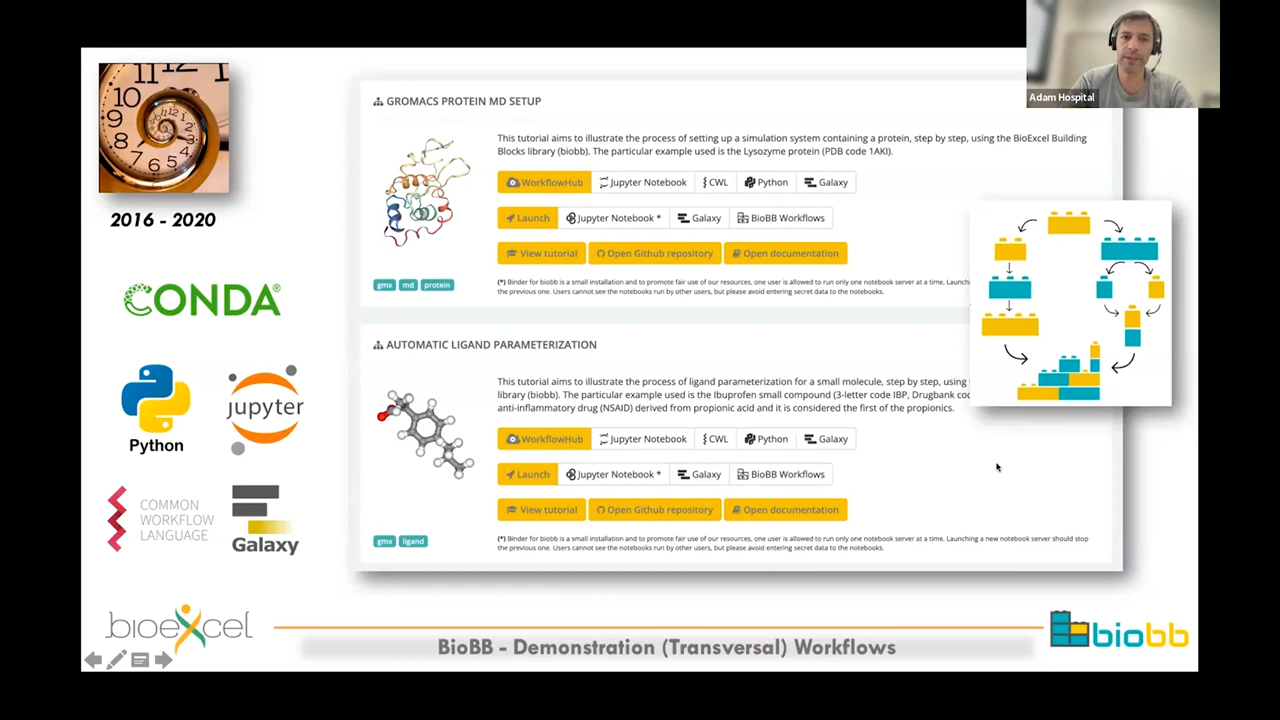 Adam Hospital
11 12 1
10
9
8
7
6
5
2016 - 2020
CONDA®
Python
jupyter
COMMON
WORKFLOW
LANGUAGE
Galaxy
GROMACS PROTEIN MD SETUP
This tutorial aims to illustrate the process of setting up a simulation system containing a protein, step by step, using the BioExcel Building
Blocks library (biobb). The particular example used is the Lysozyme protein (PDB code 1AKI).
WorkflowHub Jupyter Notebook CWL Python Galaxy
Launch Jupyter Notebook * Galaxy BioBB Workflows
View tutorial Open Github repository Open documentation
gmx md protein
(*) Binder for biobb is a small installation and to promote fair use of our resources, one user is allowed to run only one notebook server at a time. Launchi
the previous one. Users cannot see the notebooks run by other users, but please avoid entering secret data to the notebooks.
AUTOMATIC LIGAND PARAMETERIZATION
This tutorial aims to illustrate the process of ligand parameterization for a small molecule, step by step, using
library (biobb). The particular example used is the Ibuprofen small compound (3-letter code IBP, Drugbank cod
anti-inflammatory drug (NSAID) derived from propionic acid and it is considered the first of the propionics.
WorkflowHub Jupyter Notebook CWL Python Galaxy
Launch Jupyter Notebook * Galaxy BioBB Workflows
View tutorial Open Github repository Open documentation
gmx ligand
(*) Binder for biobb is a small installation and to promote fair use of our resources, one user is allowed to run only one notebook server at a time. Launching a new notebook server should stop
the previous one. Users cannot see the notebooks run by other users, but please avoid entering secret data to the notebooks.
bioexcel
BioBB - Demonstration (Transversal) Workflows
biobb